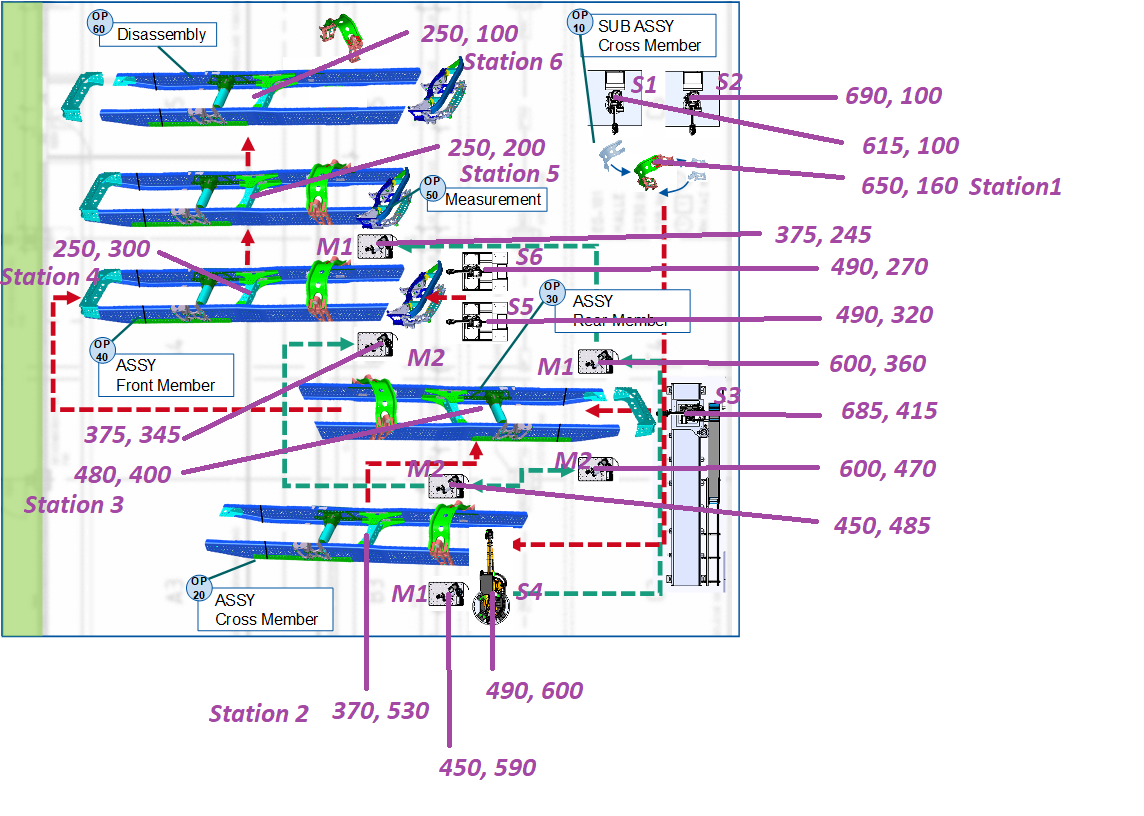 OP
60
Disassembly
250, 100
Station 6
OP
10
SUB ASSY
Cross Member
S1
S2
690, 100
615, 100
650, 160 Station1
250, 200
Station 5
OP
50
Measurement
250, 300
Station 4
M1
375, 245
S6
490, 270
OP
30
ASSY
Rear Member
S5
490, 320
OP
40
ASSY
Front Member
M2
M1
600, 360
S3
685, 415
375, 345
480, 400
Station 3
M2
M2
600, 470
450, 485
OP
20
ASSY
Cross Member
M1
S4
490, 600
Station 2
370, 530
450, 590